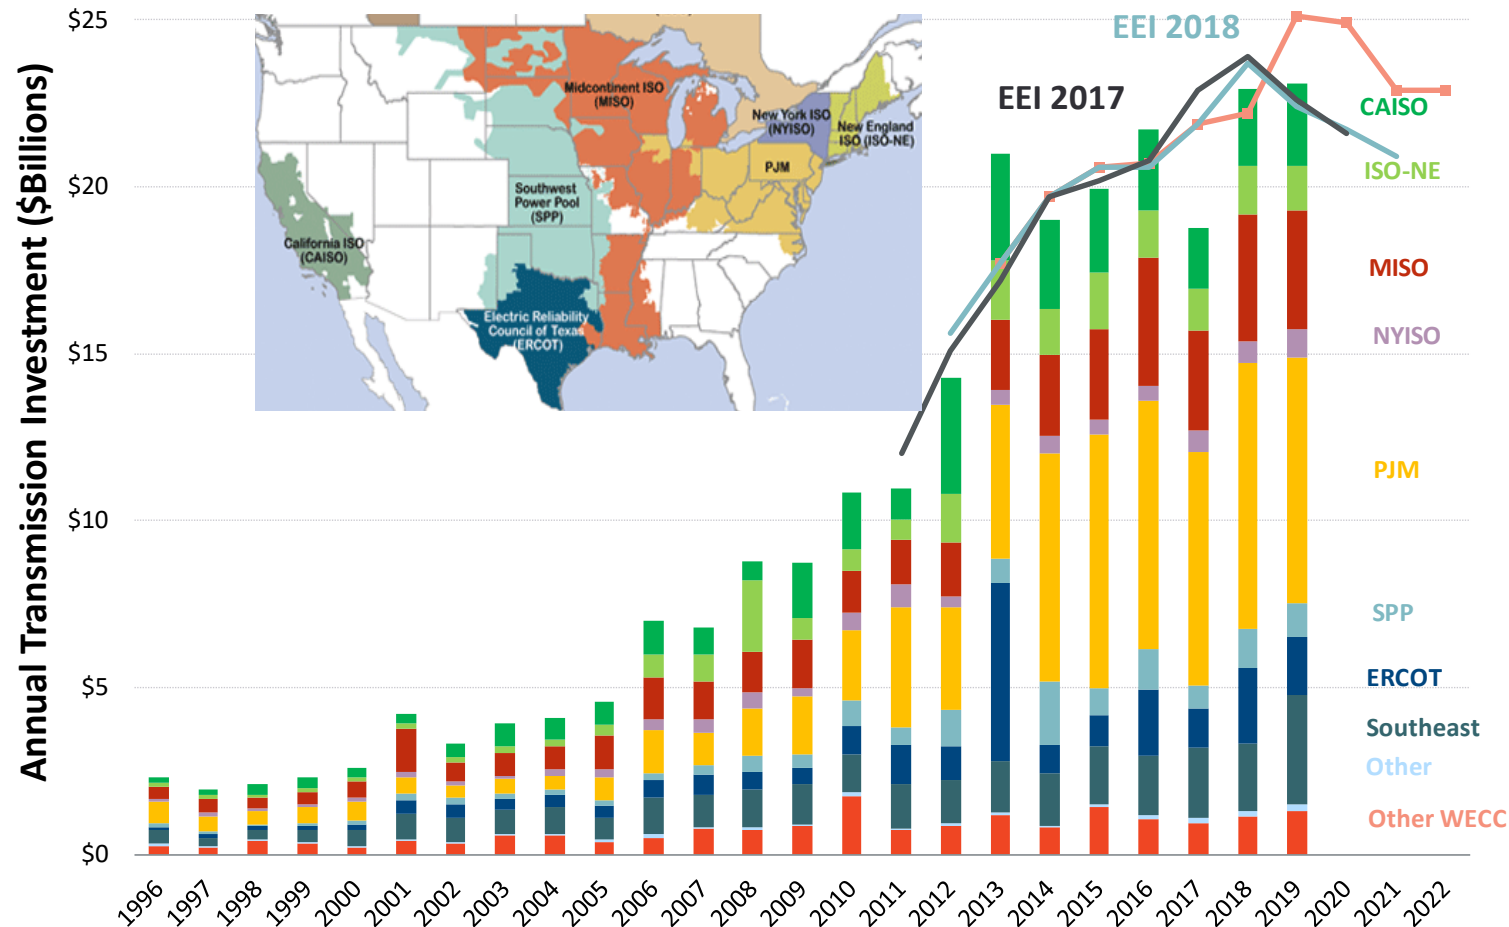 Annual Transmission Investment ($Billions)
$25
$20
$15
$10
$5
$0
EEI 2018
EEI 2017
Midcontinent ISO
(MISO)
New York ISO
(NYISO)
New England
ISO (ISO-NE)
PJM
Southwest
Power Pool
(SPP)
California ISO
(CAISO)
Electric Reliability
Council of Texas
(ERCOT)
CAISO
ISO-NE
MISO
NYISO
PJM
SPP
ERCOT
Southeast
Other
Other WECC
1996
1997
1998
1999
2000
2001
2002
2003
2004
2005
2006
2007
2008
2009
2010
2011
2012
2013
2014
2015
2016
2017
2018
2019
2020
2021
2022